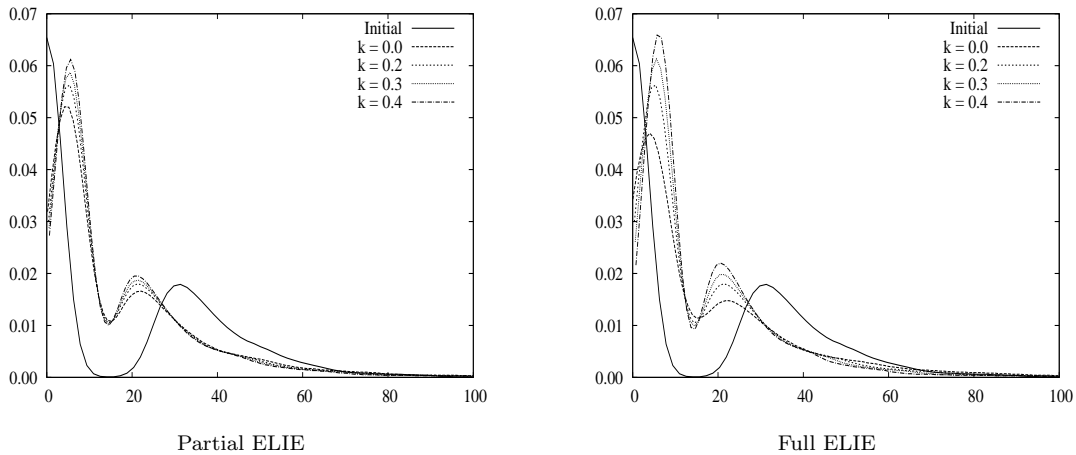 0.07
0.06
0.05
0.04
0.03
0.02
0.01
0.00
0
20
40
60
80
100
Initial
k = 0.0
k = 0.2
k = 0.3
k = 0.4
Partial ELIE
0.07
0.06
0.05
0.04
0.03
0.02
0.01
0.00
0
20
40
60
80
100
Initial
k = 0.0
k = 0.2
k = 0.3
k = 0.4
Full ELIE